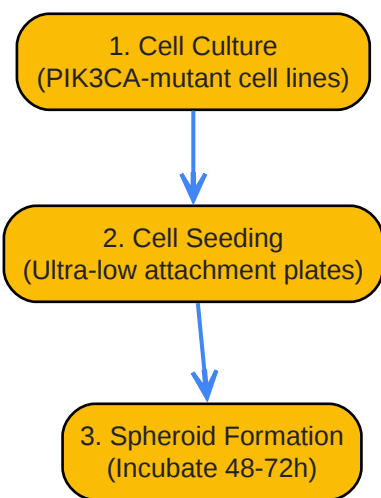 1. Cell Culture
(PIK3CA-mutant cell lines)
2. Cell Seeding
(Ultra-low attachment plates)
3. Spheroid Formation
(Incubate 48-72h)